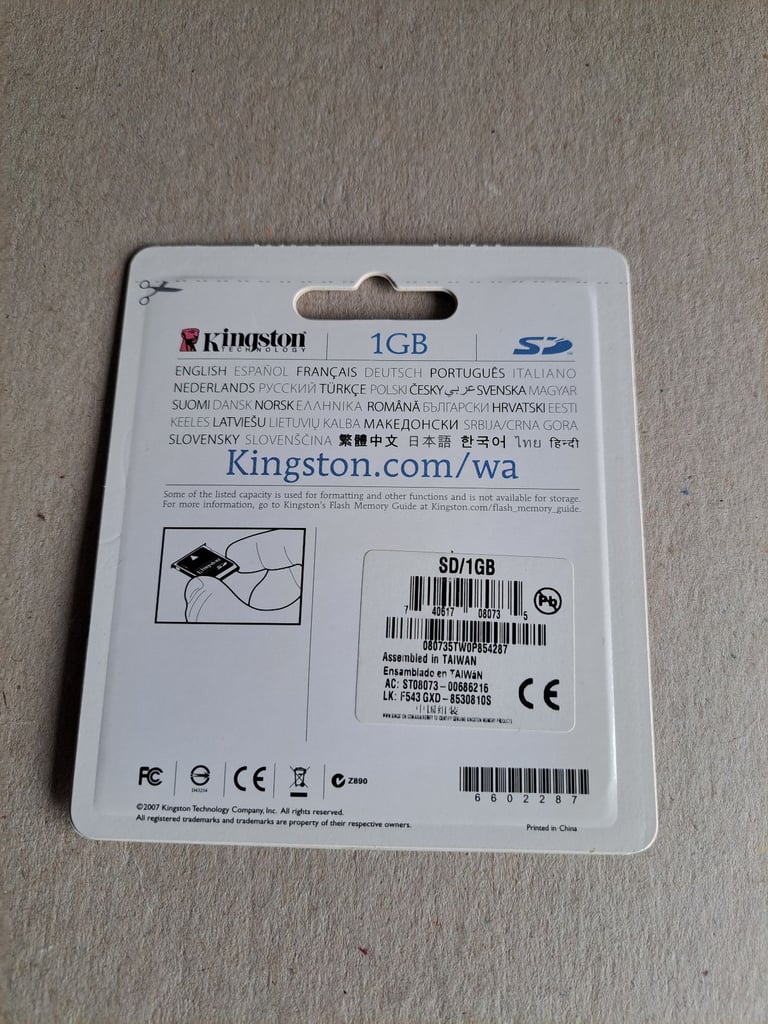 Kingston
TECHNOLOGY
1GB
SD
ENGLISH ESPAÑOL FRANÇAIS DEUTSCH PORTUGUÊS ITALIANO
NEDERLANDS РУССКИЙ TÜRKÇE POLSKI ČESKY عربي SVENSKA MAGYAR
SUOMI DANSK NORSK ΕΛΛΗΝΙΚΑ ROMÂNĂ БЪЛГАРСКИ HRVATSKI EESTI
KEELES LATVIEŠU LIETUVIŲ KALBA МАКЕДОНСКИ SRBIJA/CRNA GORA
SLOVENSKY SLOVENŠČINA 繁體中文 日本語 한국어 ไทย हिन्दी
Kingston.com/wa
Some of the listed capacity is used for formatting and other functions and is not available for storage.
For more information, go to Kingston's Flash Memory Guide at Kingston.com/flash_memory_guide.
Kingston
SD/1GB
7 40617 08073 5
Pb
080735TW0P854287
Assembled in TAIWAN
Ensamblado en TAIWaN
AC: ST08073-00686216
LK: F543 GXD-8530810S
CE
FC
CE
Z890
6602287
©2007 Kingston Technology Company, Inc. All rights reserved.
All registered trademarks and trademarks are property of their respective owners.
Printed in China